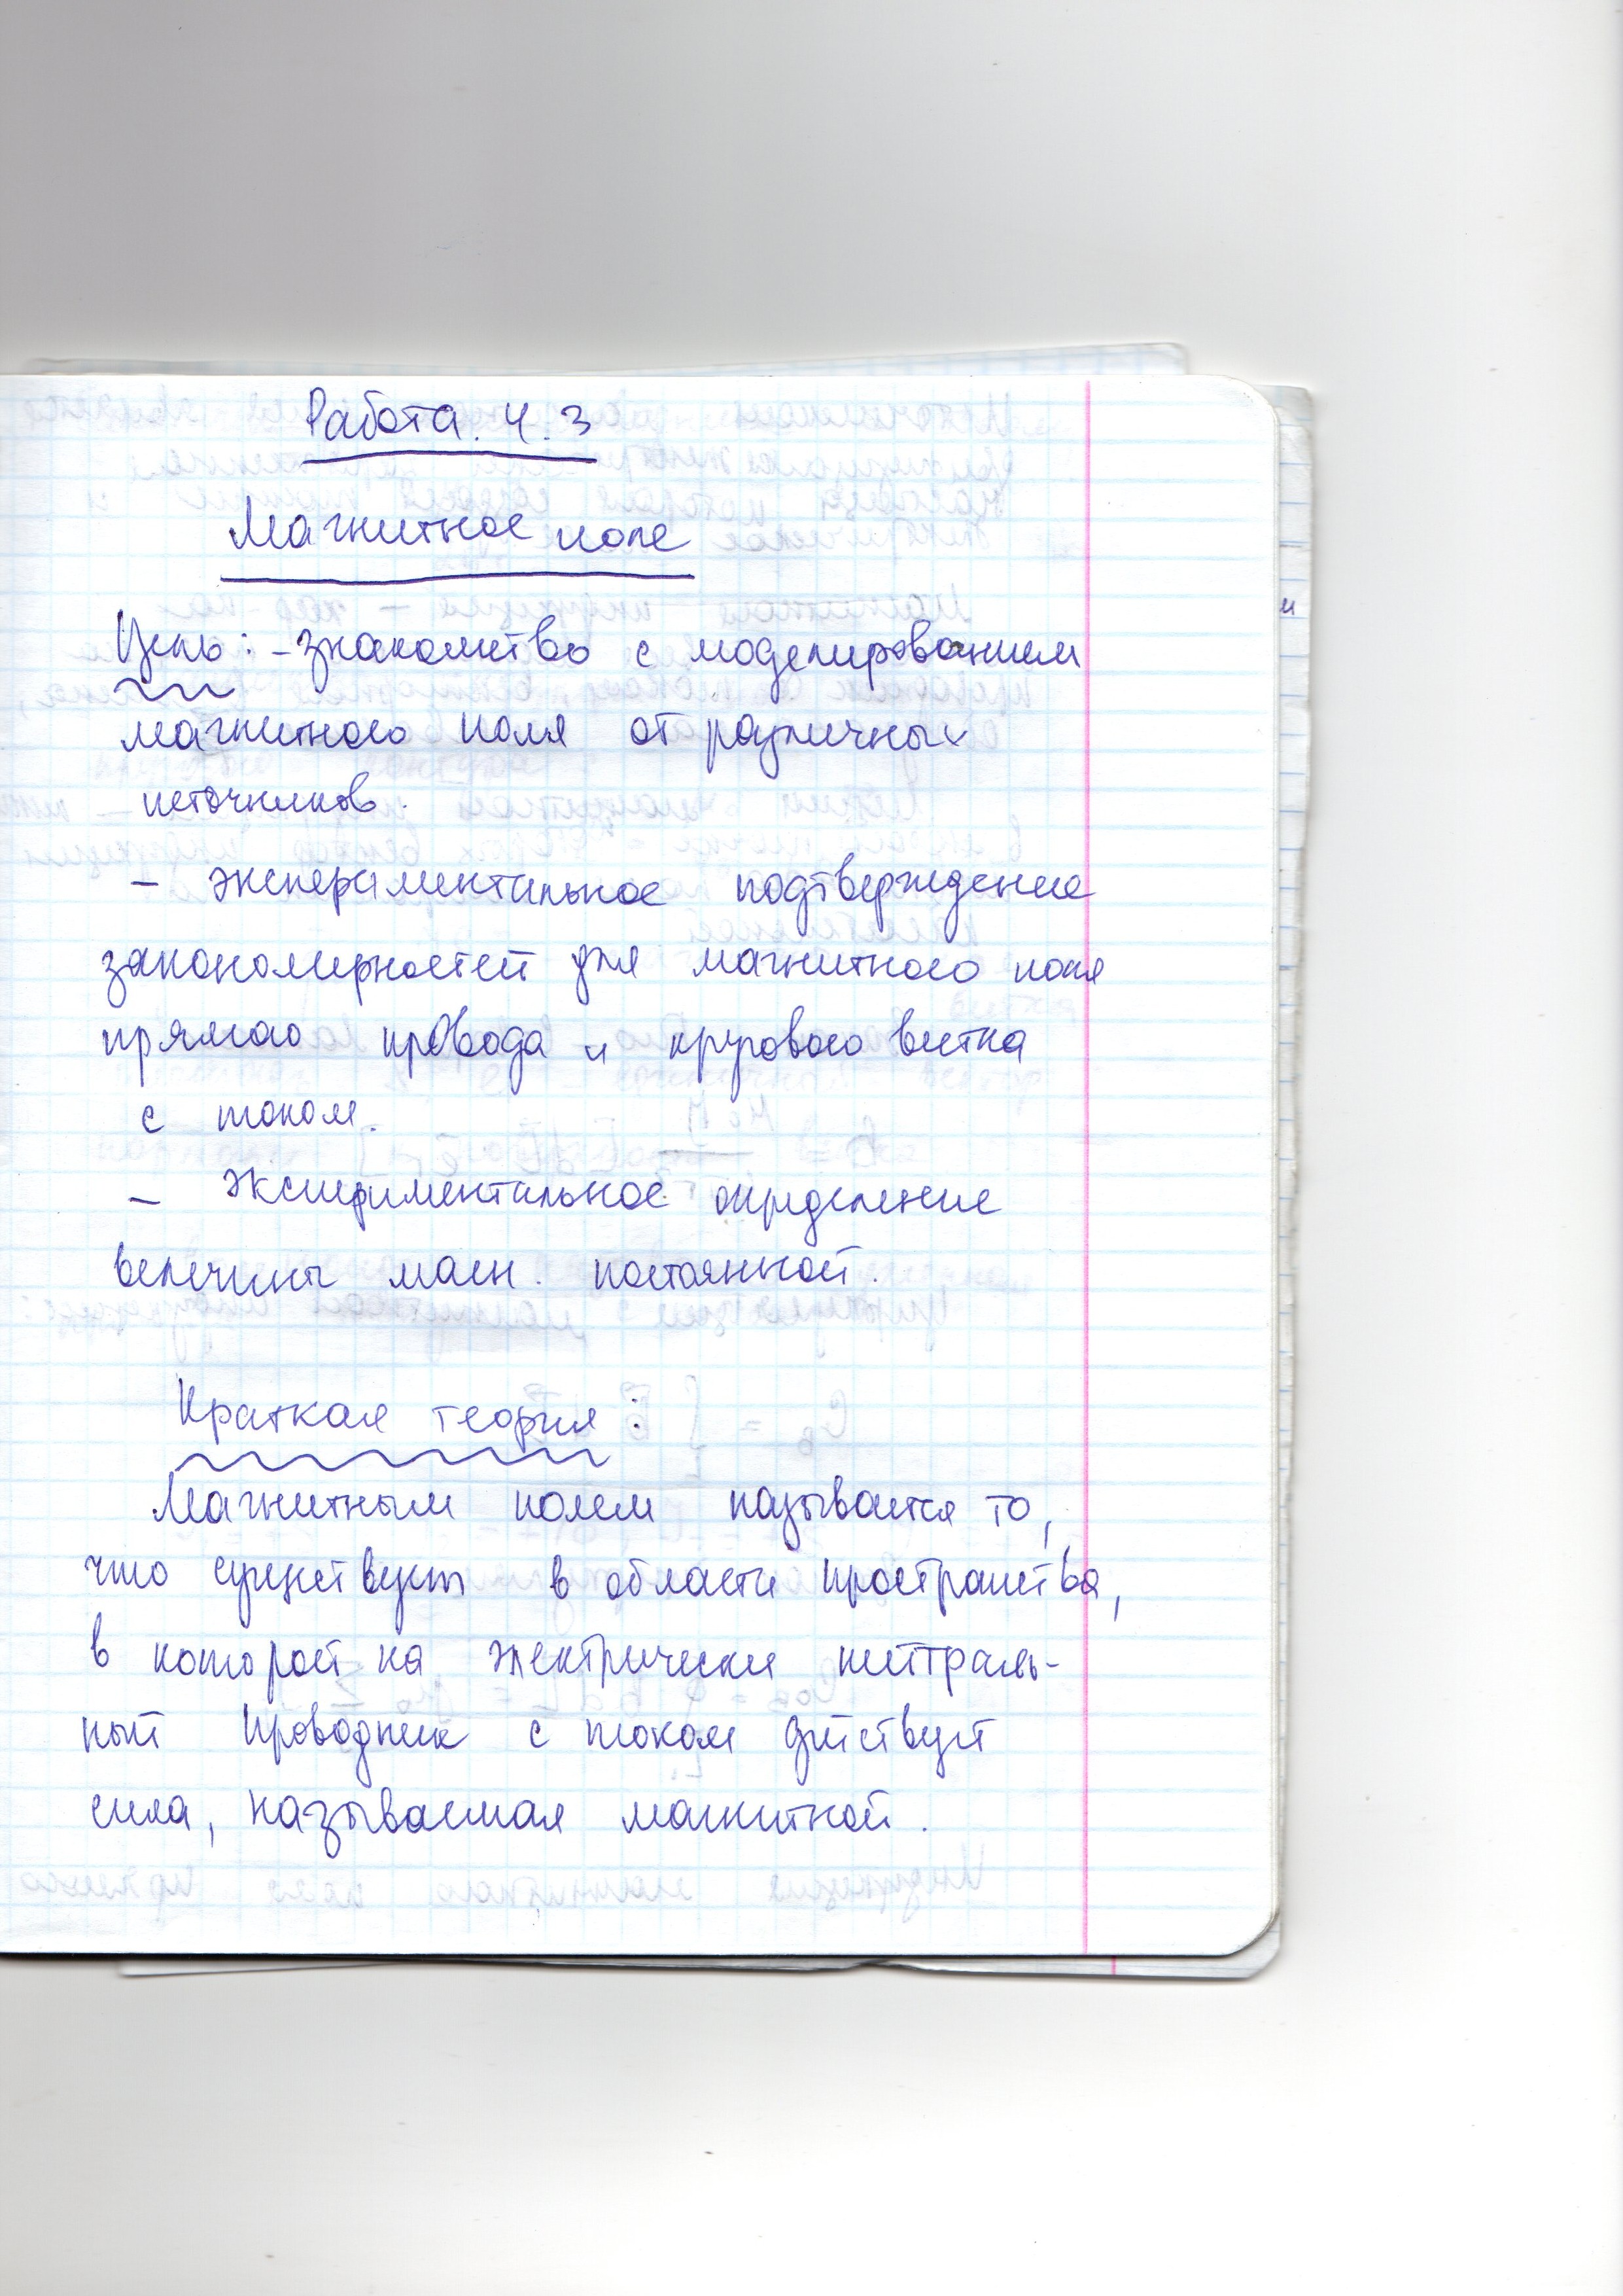 Работа. 4.3
Магнитное поле
Цель: - знакомство с моделированием
магнитного поля от различных
источников.
- экспериментальное подтверждение
закономерностей для магнитного поля
прямого провода и кругового витка
с током.
- экспериментальное определение
величины магн. постоянной.
Краткая теория:
Магнитным полем называется то,
что существует в области пространства,
в которой на электрически нейтраль-
ный проводник с током действует
сила, называемая магнитной.